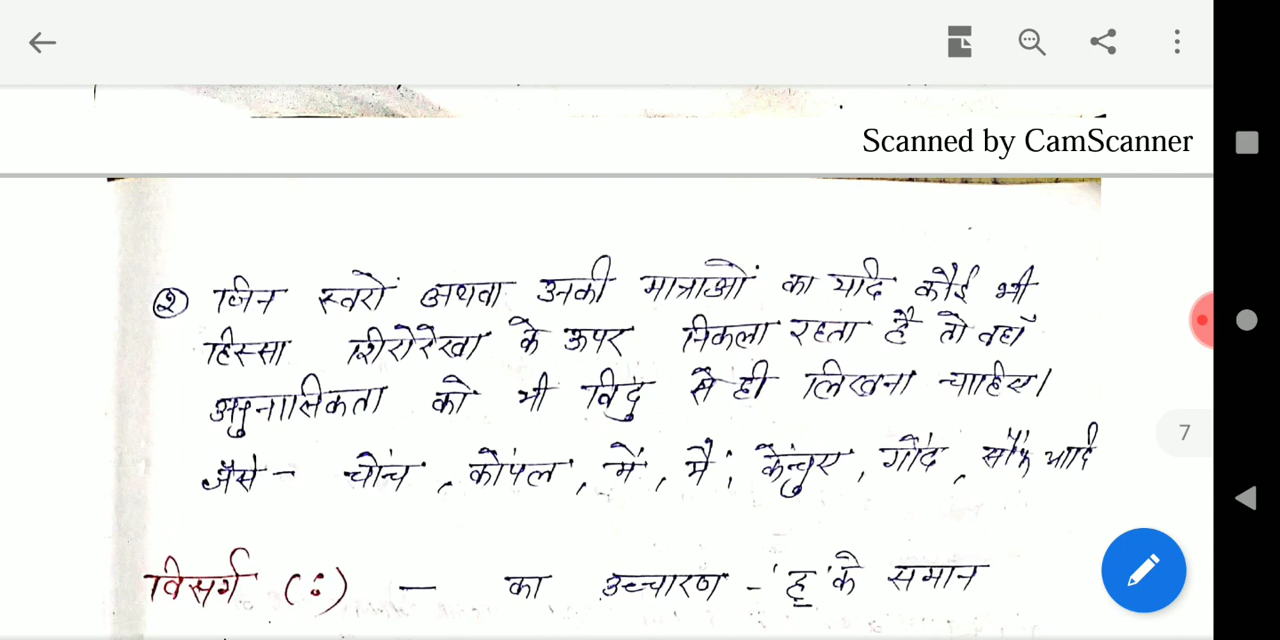 Scanned by CamScanner
② जिन स्वरों अथवा उनकी मात्राओं का यदि कोई भी
हिस्सा शिरोरेखा के ऊपर निकला रहता है तो वहाँ
अनुनासिकता को भी बिंदु से ही लिखना चाहिए।
जैसे - चोंच, कोंपल, में, मैं, केंचुए, गोंद, सौंफ आदि
7
विसर्ग (ः) — का उच्चारण - 'ह्' के समान